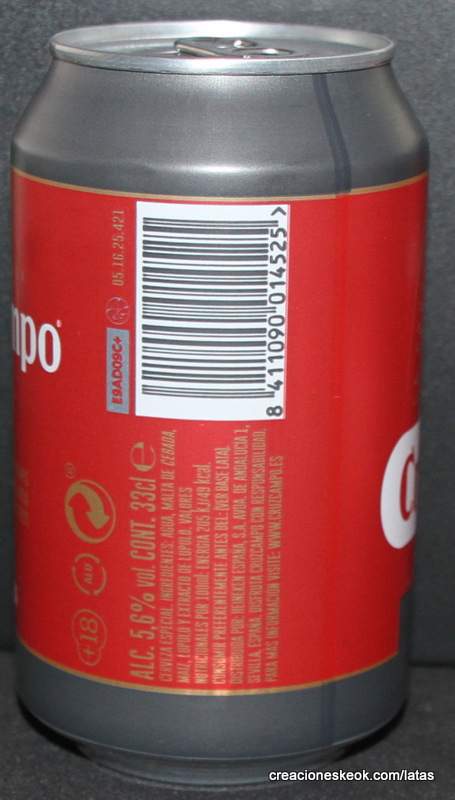 mpo
05.16.25.421
E9AD09C+
8 411090 014525 >
+18
ALU
ALC. 5,6% vol. CONT. 33cl e
CERVEZA ESPECIAL. INGREDIENTES: AGUA, MALTA DE CEBADA,
MAÍZ, LÚPULO Y EXTRACTO DE LÚPULO. VALORES
NUTRICIONALES POR 100ml: ENERGÍA 205 kJ/49 kcal.
CONSUMIR PREFERENTEMENTE ANTES DEL: (VER BASE LATA).
DISTRIBUIDO POR: HEINEKEN ESPAÑA, S.A. AVDA. DE ANDALUCÍA 1,
SEVILLA, ESPAÑA. DISFRUTA CRUZCAMPO CON RESPONSABILIDAD.
PARA MÁS INFORMACIÓN VISITE: WWW.CRUZCAMPO.ES
creacioneskeok.com/latas